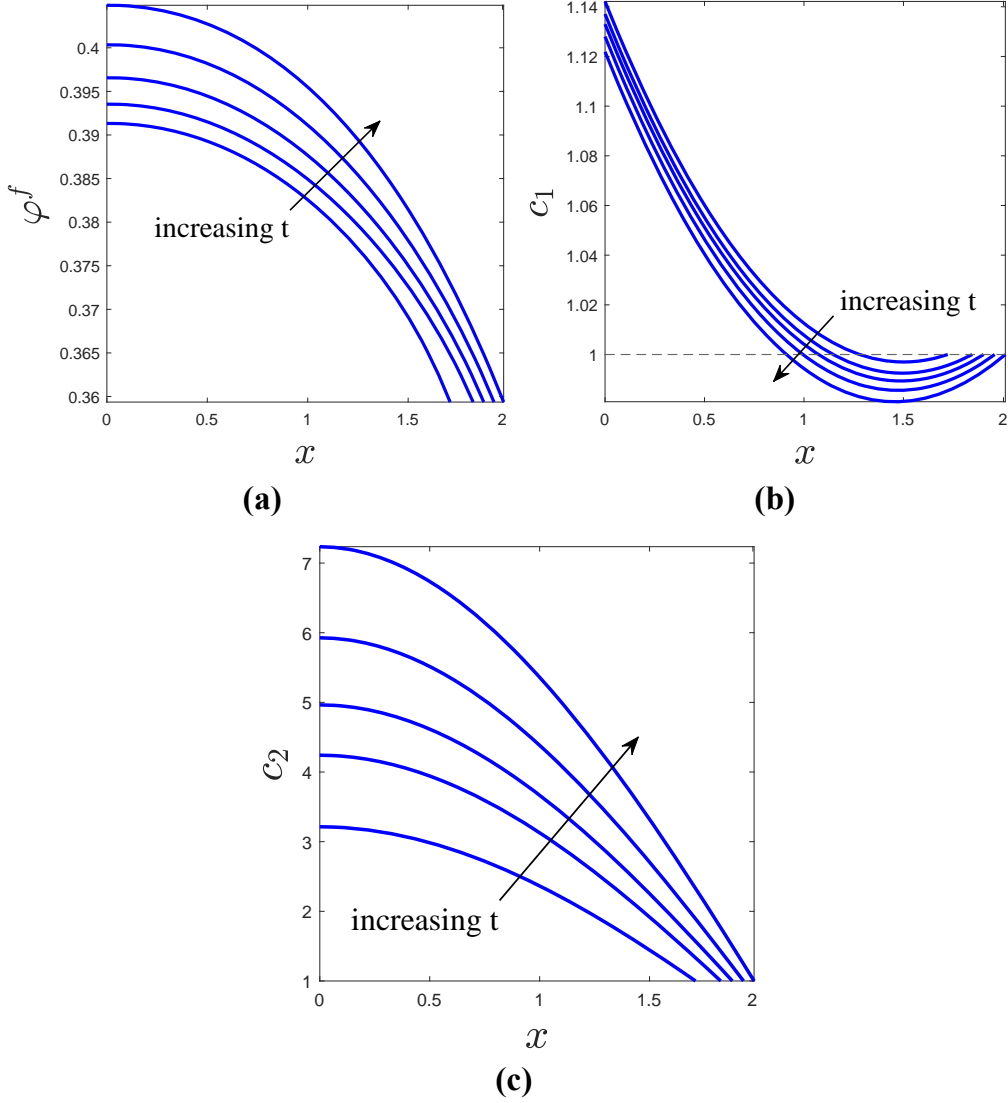 0.4
0.395
0.39
0.385
0.38
0.375
0.37
0.365
0.36
φ^f
increasing t
0 0.5 1 1.5 2
x
(a)
1.14
1.12
1.1
1.08
1.06
1.04
1.02
1
c_1
increasing t
0 0.5 1 1.5 2
x
(b)
7
6
5
4
3
2
1
c_2
increasing t
0 0.5 1 1.5 2
x
(c)